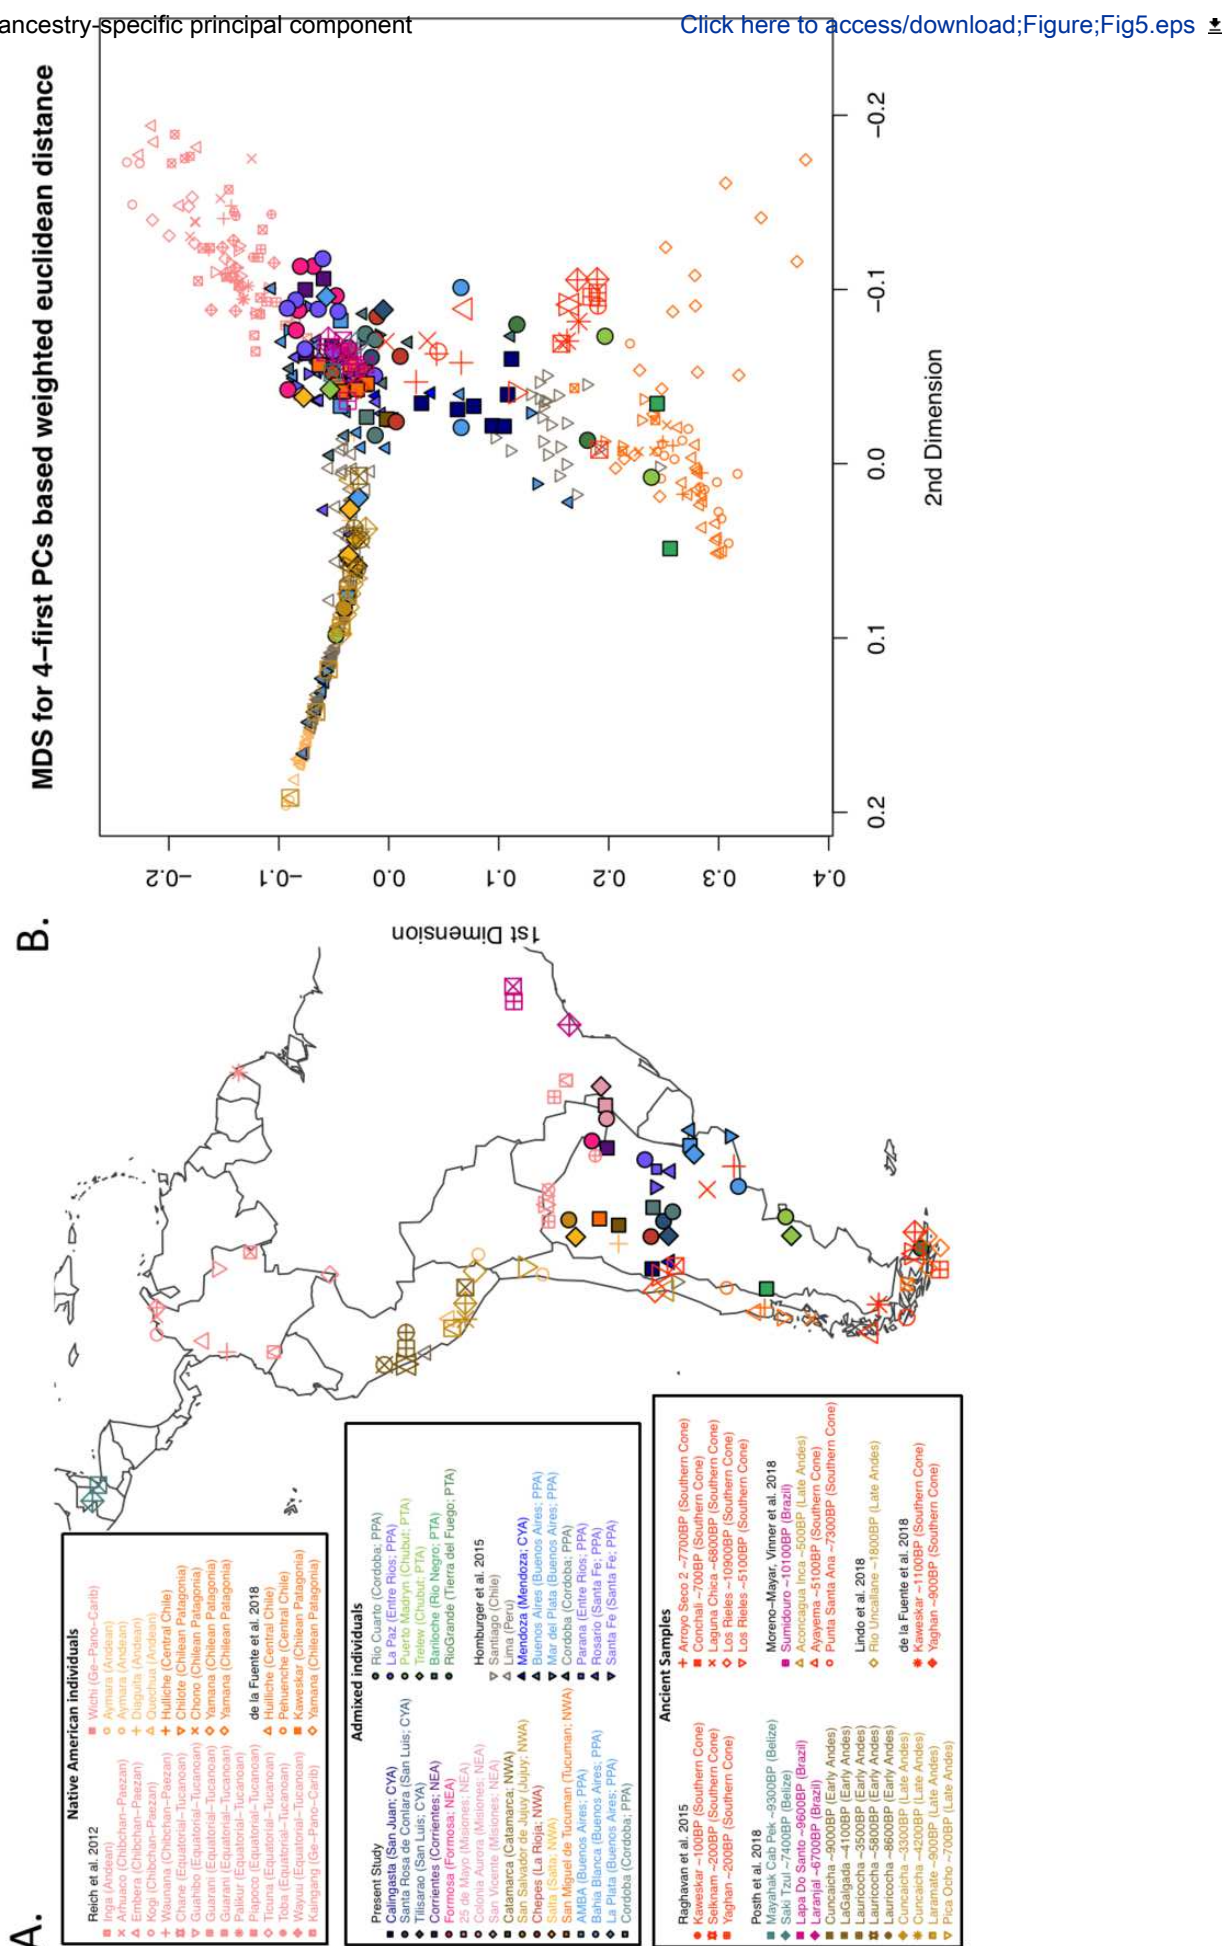 ancestry-specific principal component
Click here to access/download;Figure;Fig5.eps
A.
Native American individuals
Reich et al. 2012
Inga (Andean)
Arhuaco (Chibchan–Paezan)
Embera (Chibchan–Paezan)
Kogi (Chibchan–Paezan)
Waunana (Chibchan–Paezan)
Chane (Equatorial–Tucanoan)
Guahibo (Equatorial–Tucanoan)
Guarani (Equatorial–Tucanoan)
Guarani (Equatorial–Tucanoan)
Palikur (Equatorial–Tucanoan)
Piapoco (Equatorial–Tucanoan)
Ticuna (Equatorial–Tucanoan)
Toba (Equatorial–Tucanoan)
Wayuu (Equatorial–Tucanoan)
Kaingang (Ge–Pano–Carib)
Wichi (Ge–Pano–Carib)
Aymara (Andean)
Aymara (Andean)
Diaguita (Andean)
Quechua (Andean)
Hulliche (Central Chile)
Chilote (Chilean Patagonia)
Chono (Chilean Patagonia)
Yamana (Chilean Patagonia)
Yamana (Chilean Patagonia)
de la Fuente et al. 2018
Huilliche (Central Chile)
Pehuenche (Central Chile)
Kaweskar (Chilean Patagonia)
Yamana (Chilean Patagonia)
Admixed individuals
Present Study
Calingasta (San Juan; CYA)
Santa Rosa de Conlara (San Luis; CYA)
Tilisarao (San Luis; CYA)
Corrientes (Corrientes; NEA)
Formosa (Formosa; NEA)
25 de Mayo (Misiones; NEA)
Colonia Aurora (Misiones; NEA)
San Vicente (Misiones; NEA)
Catamarca (Catamarca; NWA)
San Salvador de Jujuy (Jujuy; NWA)
Chepes (La Rioja; NWA)
Salta (Salta; NWA)
San Miguel de Tucuman (Tucuman; NWA)
AMBA (Buenos Aires; PPA)
Bahia Blanca (Buenos Aires; PPA)
La Plata (Buenos Aires; PPA)
Cordoba (Cordoba; PPA)
Rio Cuarto (Cordoba; PPA)
La Paz (Entre Rios; PPA)
Puerto Madryn (Chubut; PTA)
Trelew (Chubut; PTA)
Bariloche (Rio Negro; PTA)
RioGrande (Tierra del Fuego; PTA)
Homburger et al. 2015
Santiago (Chile)
Lima (Peru)
Mendoza (Mendoza; CYA)
Buenos Aires (Buenos Aires; PPA)
Mar del Plata (Buenos Aires; PPA)
Cordoba (Cordoba; PPA)
Parana (Entre Rios; PPA)
Rosario (Santa Fe; PPA)
Santa Fe (Santa Fe; PPA)
Ancient Samples
Raghavan et al. 2015
Kaweskar ~100BP (Southern Cone)
Selknam ~200BP (Southern Cone)
Yaghan ~200BP (Southern Cone)
Posth et al. 2018
Mayahak Cab Pek ~9300BP (Belize)
Saki Tzul ~7400BP (Belize)
Lapa Do Santo ~9600BP (Brazil)
Laranjal ~6700BP (Brazil)
Cuncaicha ~9000BP (Early Andes)
LaGalgada ~4100BP (Early Andes)
Lauricocha ~3500BP (Early Andes)
Lauricocha ~5800BP (Early Andes)
Lauricocha ~8600BP (Early Andes)
Cuncaicha ~3300BP (Late Andes)
Cuncaicha ~4200BP (Late Andes)
Laramate ~900BP (Late Andes)
Pica Ocho ~700BP (Late Andes)
Arroyo Seco 2 ~7700BP (Southern Cone)
Conchali ~700BP (Southern Cone)
Laguna Chica ~6800BP (Southern Cone)
Los Rieles ~10900BP (Southern Cone)
Los Rieles ~5100BP (Southern Cone)
Moreno–Mayar, Vinner et al. 2018
Sumidouro ~10100BP (Brazil)
Aconcagua Inca ~500BP (Late Andes)
Ayayema ~5100BP (Southern Cone)
Punta Santa Ana ~7300BP (Southern Cone)
Lindo et al. 2018
Rio Uncallane ~1800BP (Late Andes)
de la Fuente et al. 2018
Kaweskar ~1100BP (Southern Cone)
Yaghan ~900BP (Southern Cone)
B.
MDS for 4–first PCs based weighted euclidean distance
1st Dimension
−0.2
−0.1
0.0
0.1
0.2
0.3
0.4
0.2
0.1
0.0
−0.1
−0.2
2nd Dimension